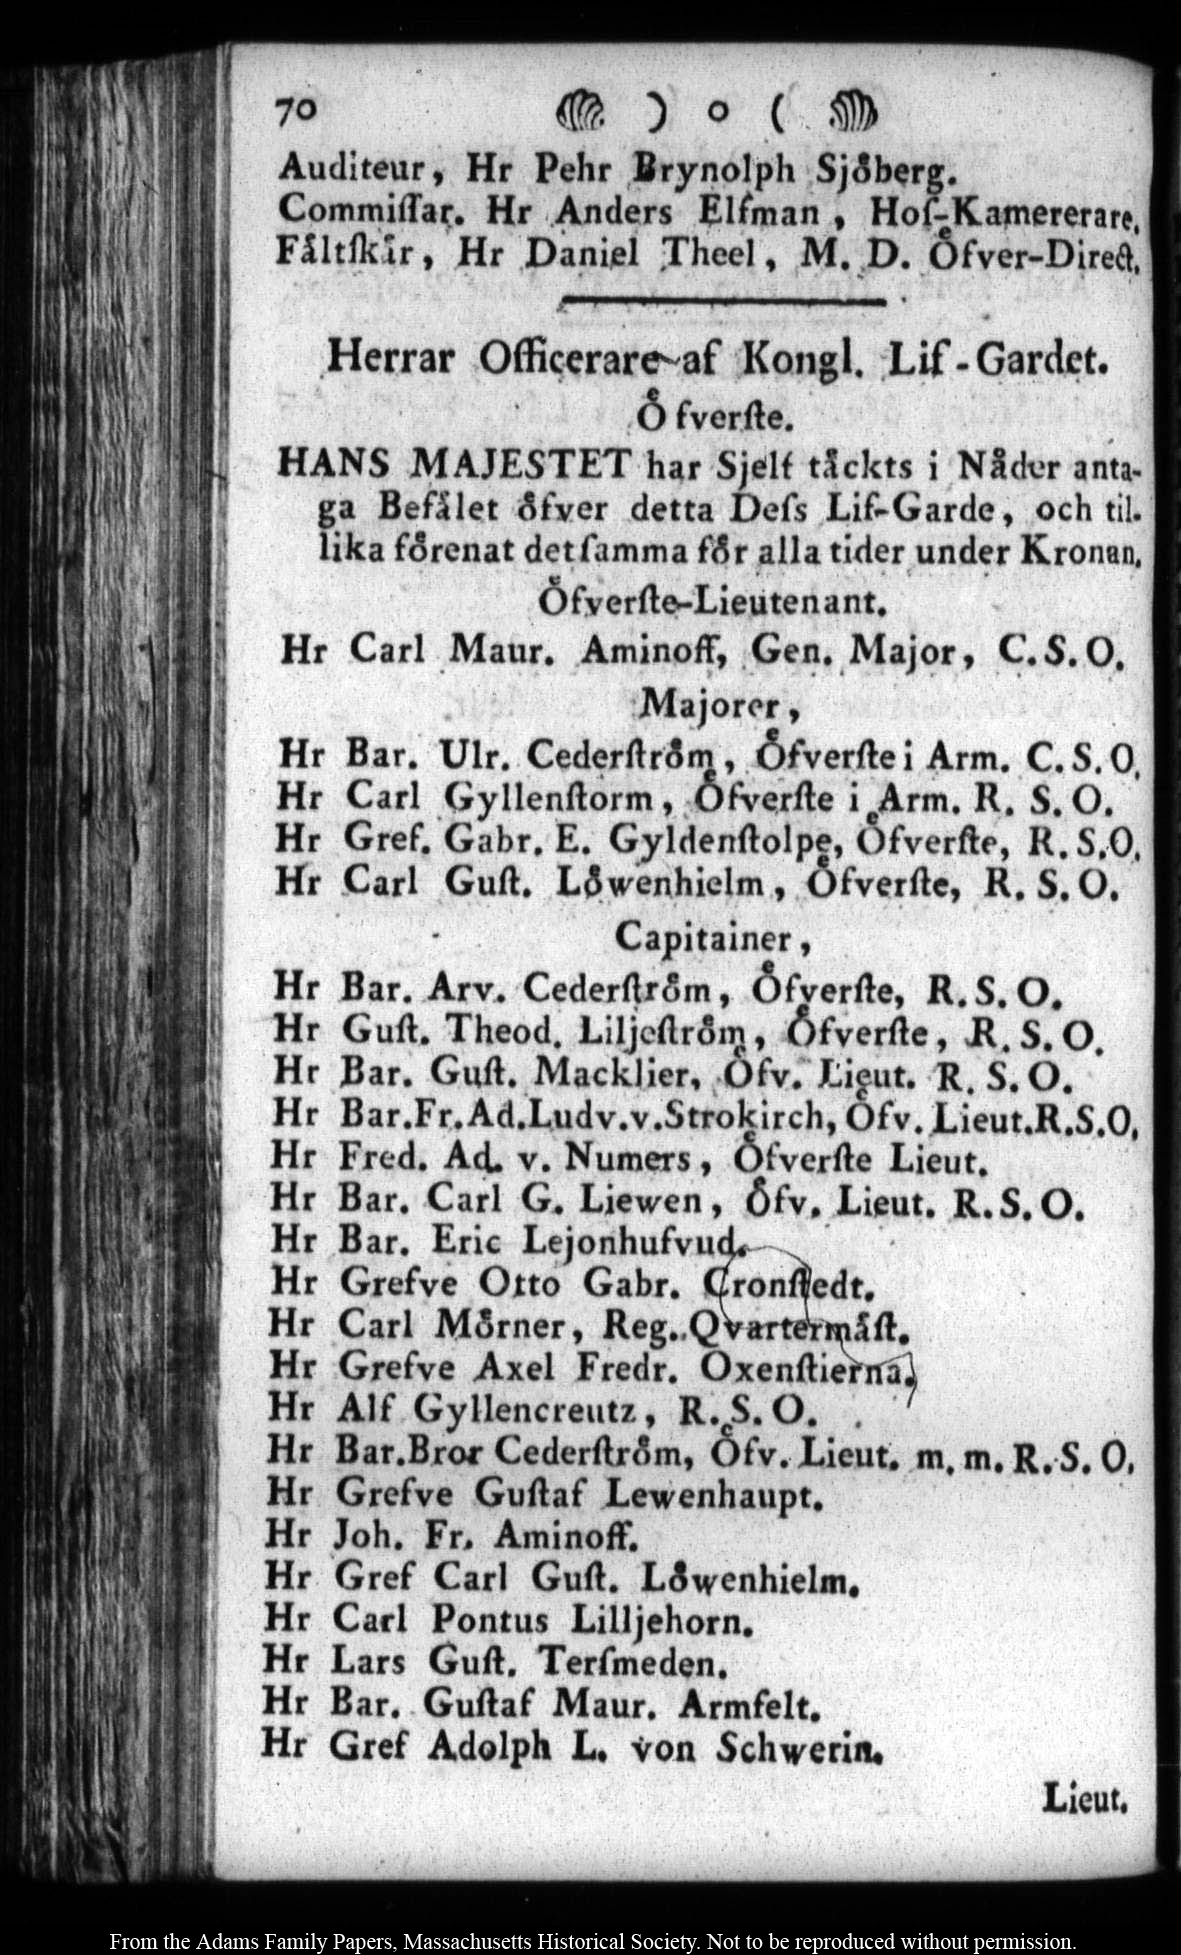 70 ) o (
Auditeur, Hr Pehr Brynolph Sjöberg.
Commiſſar. Hr Anders Elfman, Hof-Kamererare.
Fältſkär, Hr Daniel Theel, M. D. Öfver-Direct.
Herrar Officerare af Kongl. Lif-Gardet.
Öfverſte.
HANS MAJESTET har Sjelf täckts i Nåder anta-
ga Befälet öfver detta Deſs Lif-Garde, och til-
lika förenat detſamma för alla tider under Kronan.
Öfverſte-Lieutenant.
Hr Carl Maur. Aminoff, Gen. Major, C. S. O.
Majorer,
Hr Bar. Ulr. Cederſtröm, Öfverſte i Arm. C. S. O.
Hr Carl Gyllenſtorm, Öfverſte i Arm. R. S. O.
Hr Gref. Gabr. E. Gyldenſtolpe, Öfverſte, R. S. O.
Hr Carl Guſt. Löwenhielm, Öfverſte, R. S. O.
Capitainer,
Hr Bar. Arv. Cederſtröm, Öfverſte, R. S. O.
Hr Guſt. Theod. Liljeſtröm, Öfverſte, R. S. O.
Hr Bar. Guſt. Macklier, Öfv. Lieut. R. S. O.
Hr Bar. Fr. Ad. Ludv. v. Strokirch, Öfv. Lieut. R. S. O.
Hr Fred. Ad. v. Numers, Öfverſte Lieut.
Hr Bar. Carl G. Liewen, Öfv. Lieut. R. S. O.
Hr Bar. Eric Lejonhufvud.
Hr Grefve Otto Gabr. Cronſtedt.
Hr Carl Mörner, Reg. Qvartermäſt.
Hr Grefve Axel Fredr. Oxenſtierna.
Hr Alf Gyllencreutz, R. S. O.
Hr Bar. Bror Cederſtröm, Öfv. Lieut. m. m. R. S. O.
Hr Grefve Guſtaf Lewenhaupt.
Hr Joh. Fr. Aminoff.
Hr Gref Carl Guſt. Löwenhielm.
Hr Carl Pontus Lilljehorn.
Hr Lars Guſt. Terſmeden.
Hr Bar. Guſtaf Maur. Armfelt.
Hr Gref Adolph L. von Schwerin.
Lieut.
From the Adams Family Papers, Massachusetts Historical Society. Not to be reproduced without permission.